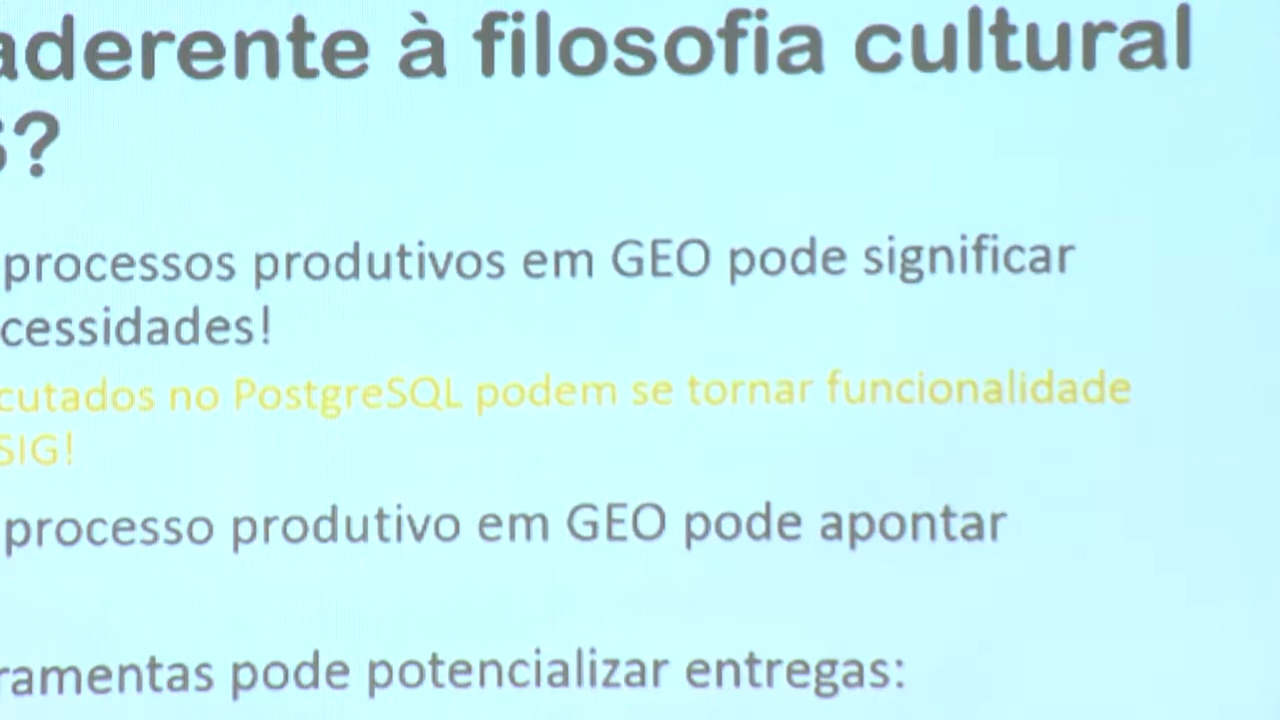 aderente à filosofia cultural
?
processos produtivos em GEO pode significar
cessidades!
cutados no PostgreSQL podem se tornar funcionalidade
SIG!
processo produtivo em GEO pode apontar
ramentas pode potencializar entregas: